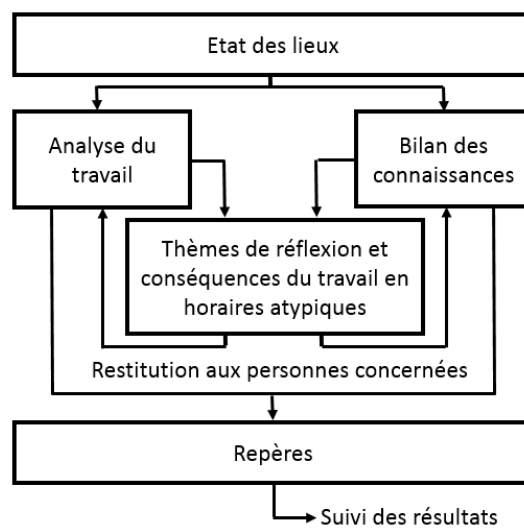 Etat des lieux
Analyse du
travail
Bilan des
connaissances
Thèmes de réflexion et
conséquences du travail en
horaires atypiques
Restitution aux personnes concernées
Repères
Suivi des résultats